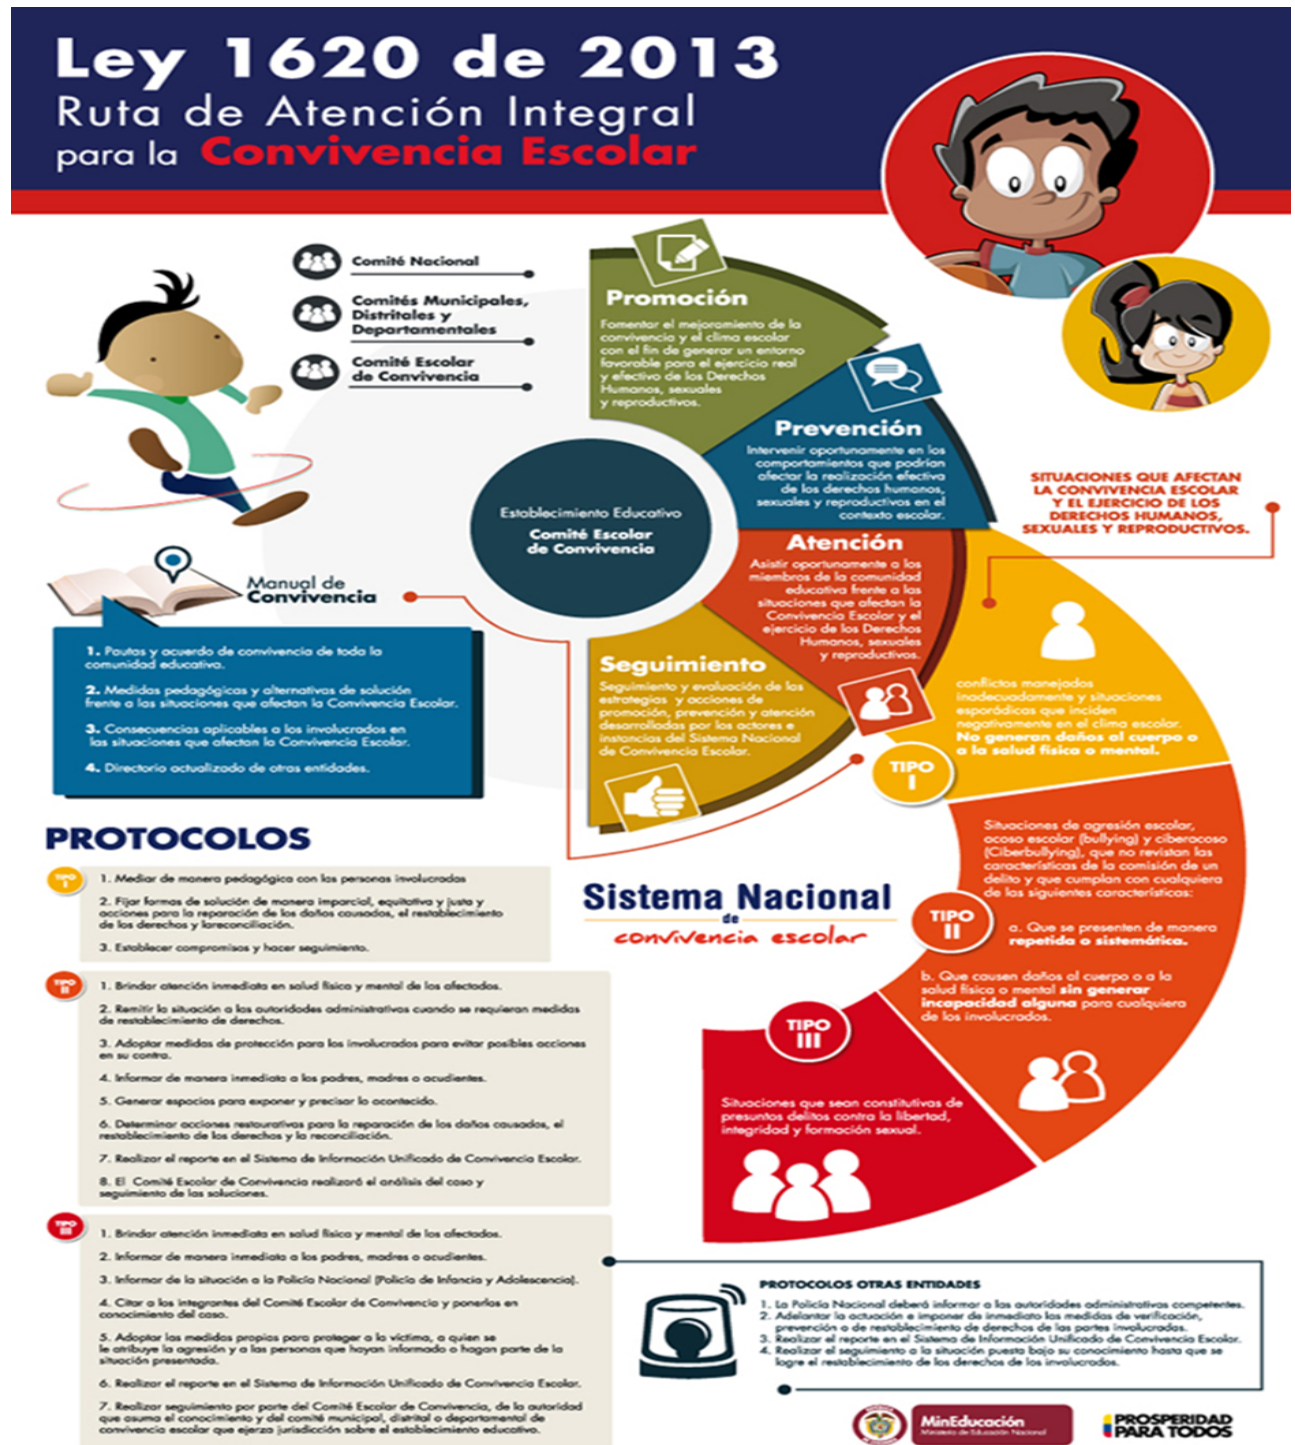 Ley 1620 de 2013
Ruta de Atención Integral
para la Convivencia Escolar
Comité Nacional
Comités Municipales,
Distritales y
Departamentales
Comité Escolar
de Convivencia
Promoción
Fomentar el mejoramiento de la
convivencia y el clima escolar
con el fin de generar un entorno
favorable para el ejercicio real
y efectivo de los Derechos
Humanos, sexuales
y reproductivos.
Prevención
Intervenir oportunamente en los
comportamientos que podrían
afectar la realización efectiva
de los derechos humanos,
sexuales y reproductivos en el
contexto escolar.
Establecimiento Educativo
Comité Escolar
de Convivencia
Atención
Asistir oportunamente a los
miembros de la comunidad
educativa frente a las
situaciones que afectan la
Convivencia Escolar y el
ejercicio de los Derechos
Humanos, sexuales
y reproductivos.
Seguimiento
Seguimiento y evaluación de las
estrategias y acciones de
promoción, prevención y atención
desarrolladas por los actores e
instancias del Sistema Nacional
de Convivencia Escolar.
SITUACIONES QUE AFECTAN
LA CONVIVENCIA ESCOLAR
Y EL EJERCICIO DE LOS
DERECHOS HUMANOS,
SEXUALES Y REPRODUCTIVOS.
Manual de
Convivencia
1. Pautas y acuerdo de convivencia de toda la
comunidad educativa.
2. Medidas pedagógicas y alternativas de solución
frente a las situaciones que afectan la Convivencia Escolar.
3. Consecuencias aplicables a los involucrados en
las situaciones que afectan la Convivencia Escolar.
4. Directorio actualizado de otras entidades.
TIPO
I
conflictos manejados
inadecuadamente y situaciones
esporádicas que inciden
negativamente en el clima escolar.
No generan daños al cuerpo o
a la salud física o mental.
TIPO
II
Situaciones de agresión escolar,
acoso escolar (bullying) y ciberacoso
(Ciberbullying), que no revistan las
características de la comisión de un
delito y que cumplan con cualquiera
de las siguientes características:
a. Que se presenten de manera
repetida o sistemática.
b. Que causen daños al cuerpo o a la
salud física o mental sin generar
incapacidad alguna para cualquiera
de los involucrados.
TIPO
III
Situaciones que sean constitutivas de
presuntos delitos contra la libertad,
integridad y formación sexual.
Sistema Nacional
de
convivencia escolar
PROTOCOLOS
TIPO
I
1. Mediar de manera pedagógica con las personas involucradas
2. Fijar formas de solución de manera imparcial, equitativa y justa y
acciones para la reparación de los daños causados, el restablecimiento
de los derechos y lareconciliación.
3. Establecer compromisos y hacer seguimiento.
TIPO
II
1. Brindar atención inmediata en salud física y mental de los afectados.
2. Remitir la situación a las autoridades administrativas cuando se requieran medidas
de restablecimiento de derechos.
3. Adoptar medidas de protección para los involucrados para evitar posibles acciones
en su contra.
4. Informar de manera inmediata a los padres, madres o acudientes.
5. Generar espacios para exponer y precisar lo acontecido.
6. Determinar acciones restaurativas para la reparación de los daños causados, el
restablecimiento de los derechos y la reconciliación.
7. Realizar el reporte en el Sistema de Información Unificado de Convivencia Escolar.
8. El Comité Escolar de Convivencia realizará el análisis del caso y
seguimiento de las soluciones.
TIPO
III
1. Brindar atención inmediata en salud física y mental de los afectados.
2. Informar de manera inmediata a los padres, madres o acudientes.
3. Informar de la situación a la Policía Nacional (Policía de Infancia y Adolescencia).
4. Citar a los integrantes del Comité Escolar de Convivencia y ponerlos en
conocimiento del caso.
5. Adoptar las medidas propias para proteger a la víctima, a quien se
le atribuye la agresión y a las personas que hayan informado o hagan parte de la
situación presentada.
6. Realizar el reporte en el Sistema de Información Unificado de Convivencia Escolar.
7. Realizar seguimiento por parte del Comité Escolar de Convivencia, de la autoridad
que asuma el conocimiento y del comité municipal, distrital o departamental de
convivencia escolar que ejerza jurisdicción sobre el establecimiento educativo.
PROTOCOLOS OTRAS ENTIDADES
1. La Policía Nacional deberá informar a las autoridades administrativas competentes.
2. Adelantar la actuación e imponer de inmediato las medidas de verificación,
prevención o de restablecimiento de derechos de las partes involucradas.
3. Realizar el reporte en el Sistema de Información Unificado de Convivencia Escolar.
4. Realizar el seguimiento a la situación puesta bajo su conocimiento hasta que se
logre el restablecimiento de los derechos de los involucrados.
MinEducación
Ministerio de Educación Nacional
PROSPERIDAD
PARA TODOS